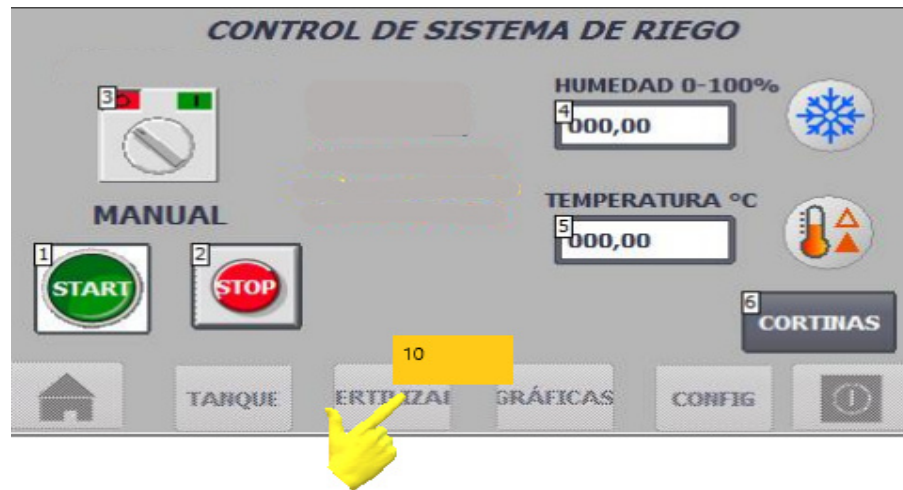 CONTROL DE SISTEMA DE RIEGO
3
HUMEDAD 0-100%
4
000,00
MANUAL
TEMPERATURA °C
5
000,00
1
START
2
STOP
6
CORTINAS
10
TANQUE
ERTILIZAI
GRÁFICAS
CONFIG